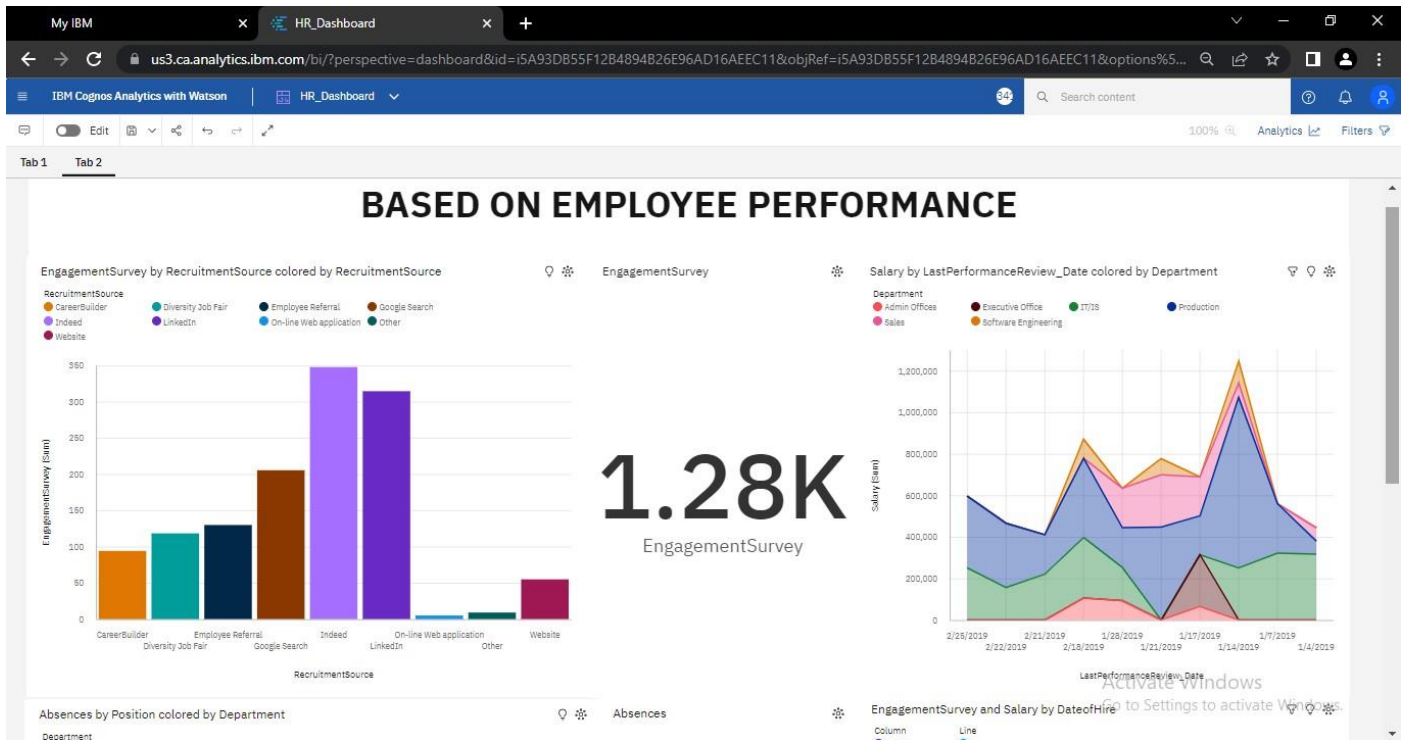 My IBM
HR_Dashboard
us3.ca.analytics.ibm.com/bi/?perspective=dashboard&id=i5A93DB55F12B4894B26E96AD16AEEC11&objRef=i5A93DB55F12B4894B26E96AD16AEEC11&options%5...
IBM Cognos Analytics with Watson
HR_Dashboard
Search content
Edit
100%
Analytics
Filters
Tab 1 Tab 2
BASED ON EMPLOYEE PERFORMANCE
EngagementSurvey by RecruitmentSource colored by RecruitmentSource
RecruitmentSource
CareerBuilder Diversity Job Fair Employee Referral Google Search
Indeed LinkedIn On-line Web application Other
Website
EngagementSurvey (Sum)
350
300
250
200
150
100
50
0
CareerBuilder Employee Referral Indeed On-line Web application Website
Diversity Job Fair Google Search LinkedIn Other
RecruitmentSource
EngagementSurvey
1.28K
EngagementSurvey
Salary by LastPerformanceReview_Date colored by Department
Department
Admin Offices Executive Office IT/IS Production
Sales Software Engineering
Salary (Sum)
1,200,000
1,000,000
800,000
600,000
400,000
200,000
0
2/25/2019 2/21/2019 1/28/2019 1/17/2019 1/7/2019
2/22/2019 2/18/2019 1/21/2019 1/14/2019 1/4/2019
LastPerformanceReview_Date
Activate Windows
Go to Settings to activate Windows.
Absences by Position colored by Department
Department
Absences
EngagementSurvey and Salary by DateofHire
Column Line